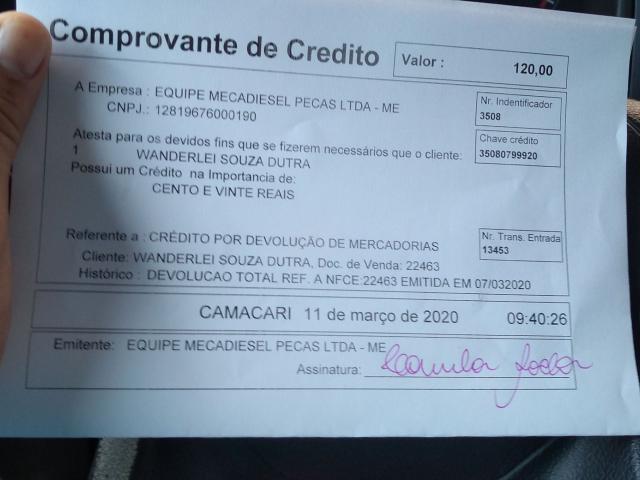 Comprovante de Credito
Valor : 120,00
A Empresa : EQUIPE MECADIESEL PECAS LTDA - ME
CNPJ.: 12819676000190
Nr. Indentificador
3508
Atesta para os devidos fins que se fizerem necessários que o cliente:
1 WANDERLEI SOUZA DUTRA
Chave crédito
35080799920
Possui um Crédito na Importancia de:
CENTO E VINTE REAIS
Referente a : CRÉDITO POR DEVOLUÇÃO DE MERCADORIAS
Nr. Trans. Entrada
13453
Cliente: WANDERLEI SOUZA DUTRA, Doc. de Venda: 22463
Histórico : DEVOLUCAO TOTAL REF. A NFCE:22463 EMITIDA EM 07/032020
CAMACARI 11 de março de 2020 09:40:26
Emitente: EQUIPE MECADIESEL PECAS LTDA - ME
Assinatura: